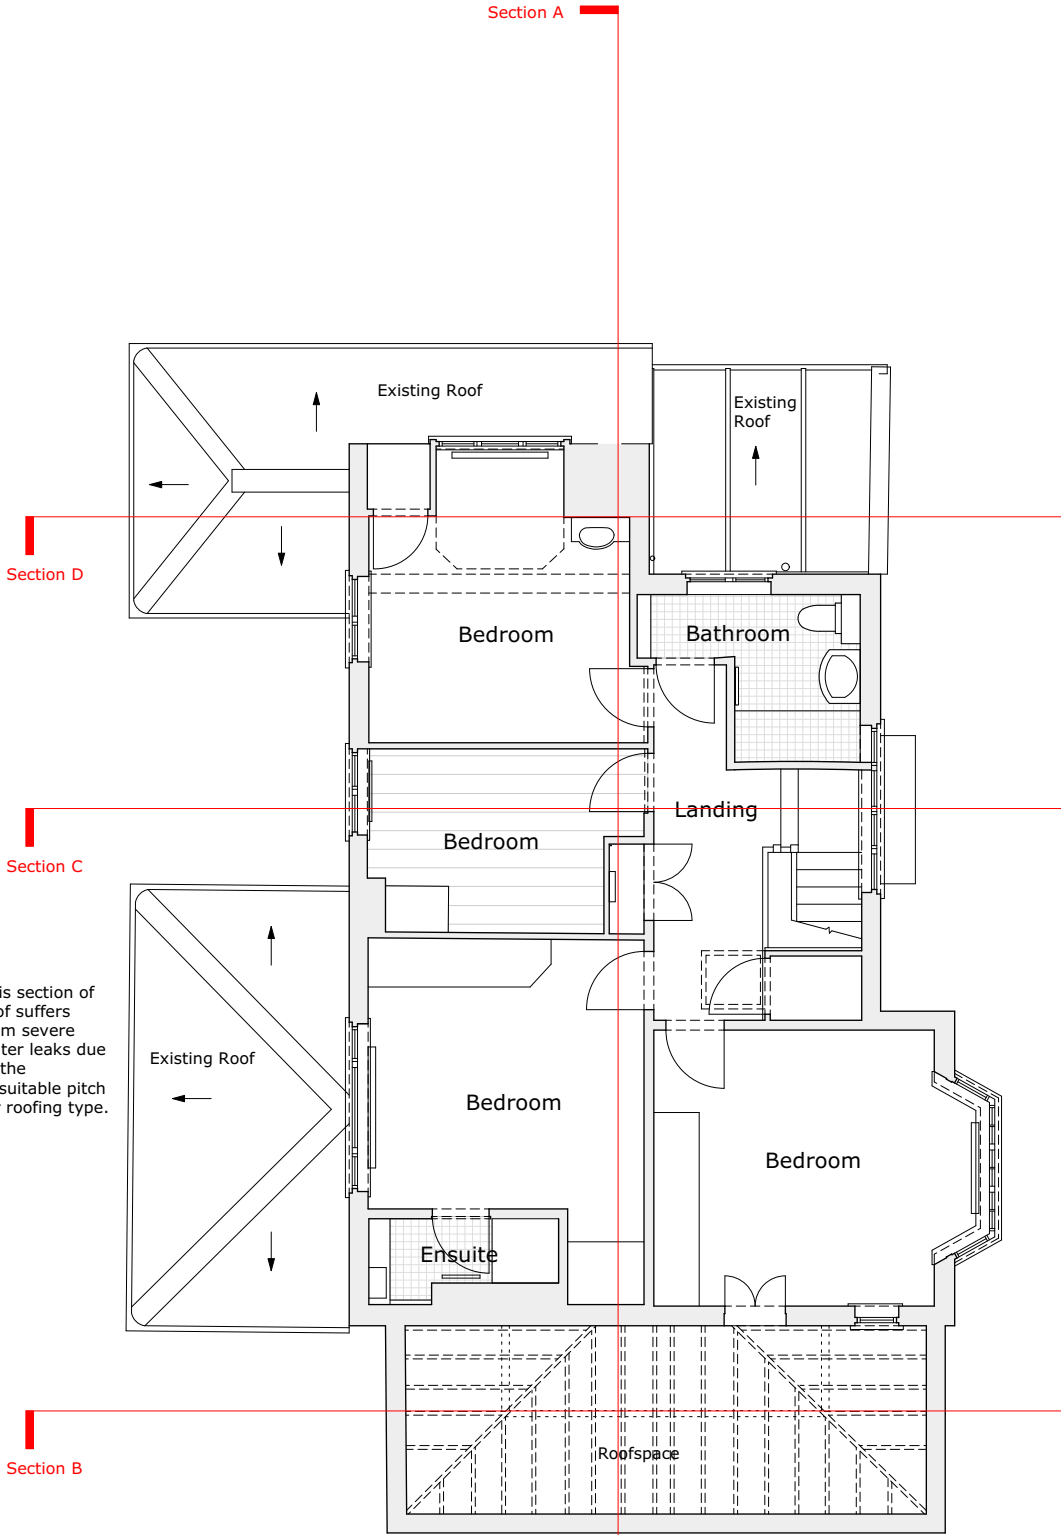 Section A
Existing Roof
Existing
Roof
Section D
Bedroom
Bathroom
Landing
Bedroom
Section C
is section of
of suffers
m severe
ter leaks due
the
suitable pitch
roofing type.
Existing Roof
Bedroom
Bedroom
Ensuite
Roofspace
Section B